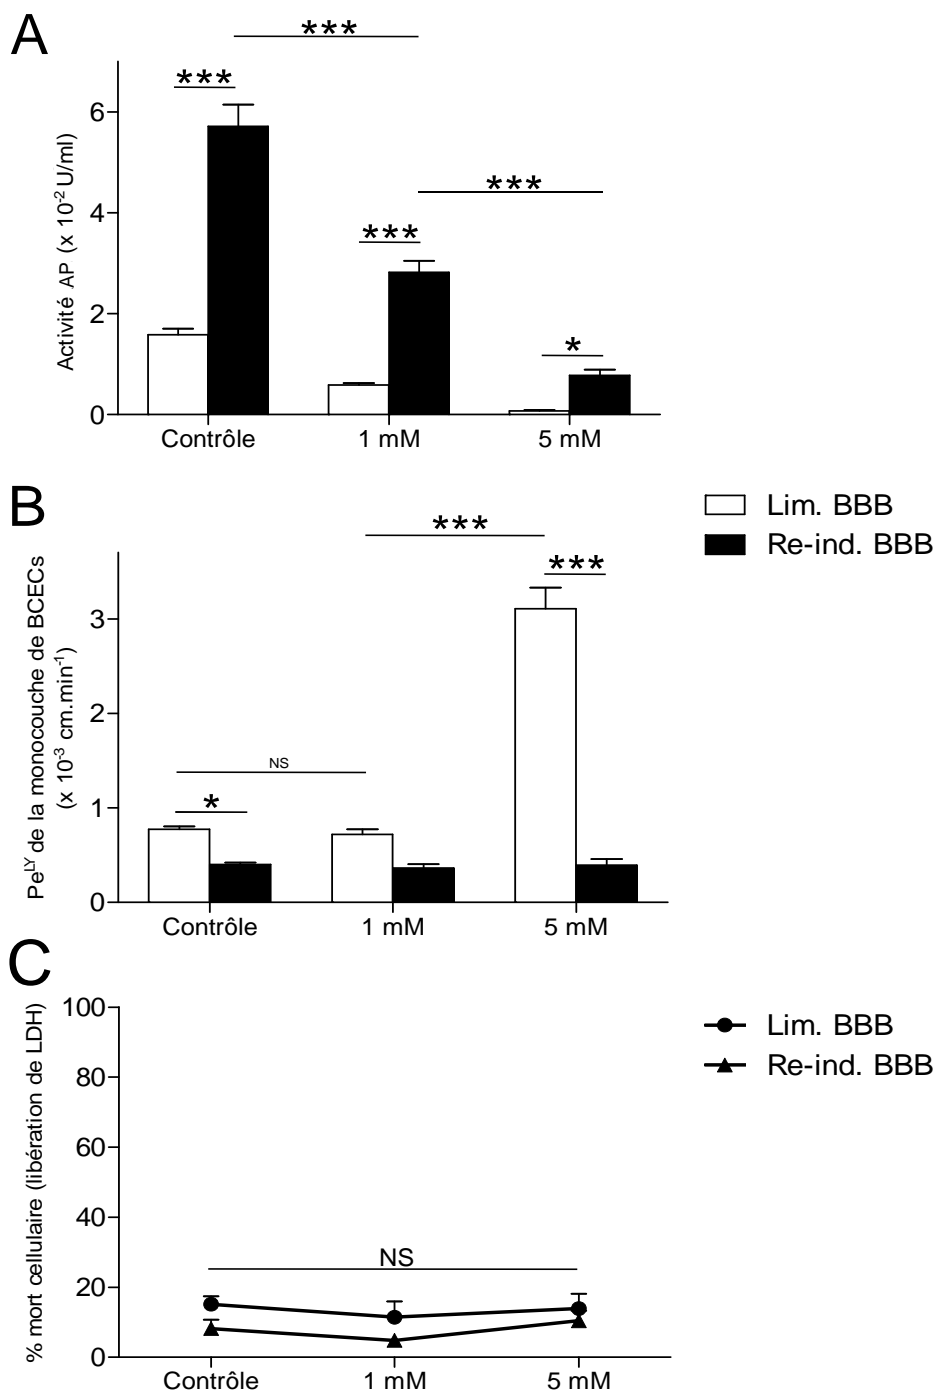 A
***
***
6
***
***
4
*
2
0
Activité AP (x 10-2 U/ml)
Contrôle 1 mM 5 mM
B
Lim. BBB
Re-ind. BBB
***
***
3
2
NS
*
1
0
PeLY de la monocouche de BCECs
(x 10-3 cm.min-1)
Contrôle 1 mM 5 mM
C
100
80
60
40
20
0
% mort cellulaire (libération de LDH)
Lim. BBB
Re-ind. BBB
NS
Contrôle 1 mM 5 mM